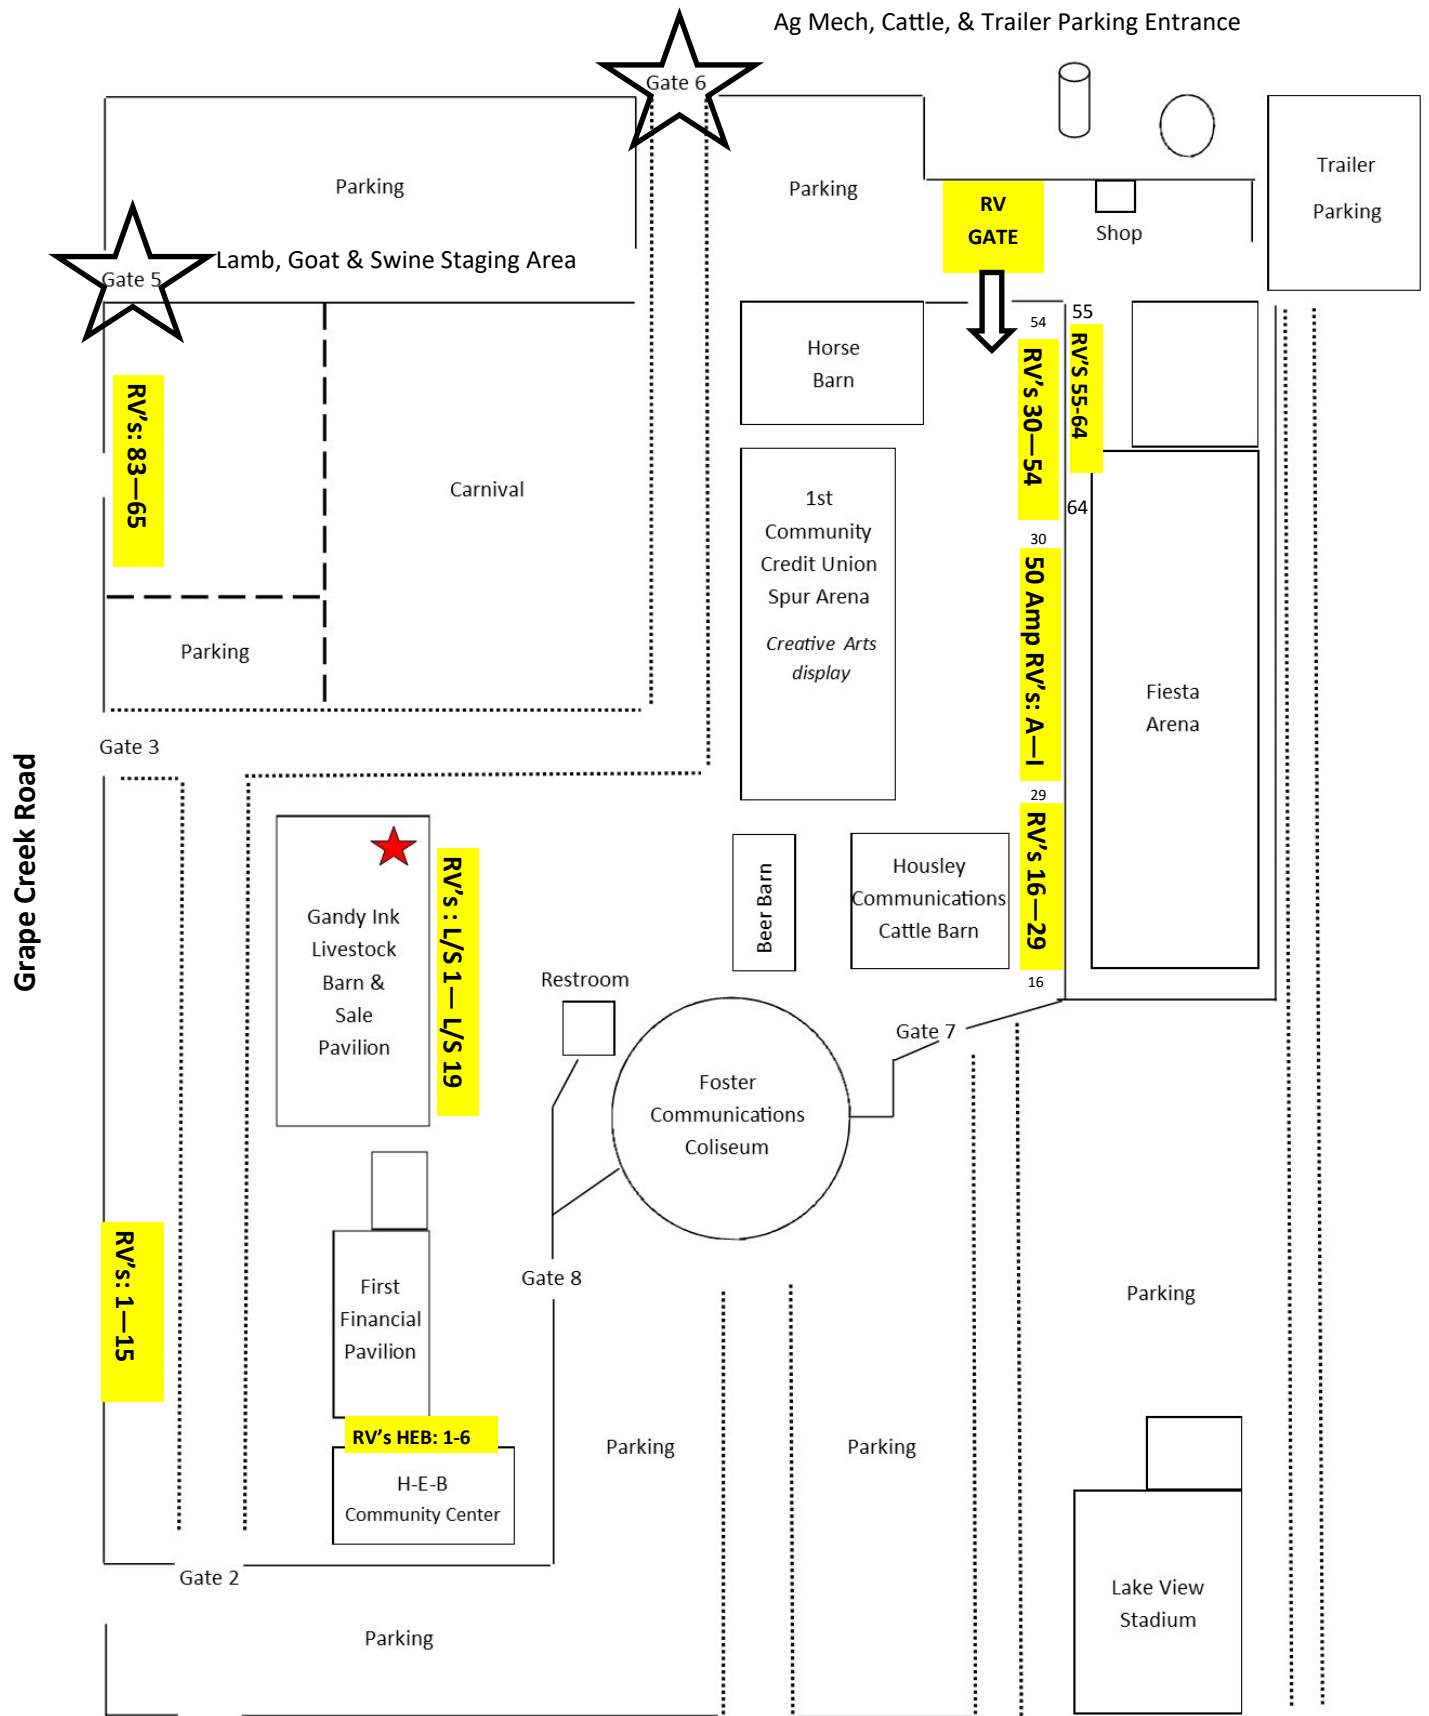 Ag Mech, Cattle, & Trailer Parking Entrance
Gate 6
Parking
Parking
Trailer
Parking
RV
GATE
Shop
Gate 5
Lamb, Goat & Swine Staging Area
54
55
Horse
Barn
RV's 30—54
RV'S 55-64
RV's: 83—65
Carnival
1st
Community
Credit Union
Spur Arena
Creative Arts
display
64
30
50 Amp RV's: A—I
Parking
Fiesta
Arena
Gate 3
29
Grape Creek Road
Gandy Ink
Livestock
Barn &
Sale
Pavilion
RV's : L/S 1— L/S 19
Beer Barn
Housley
Communications
Cattle Barn
RV's 16—29
Restroom
16
Gate 7
Foster
Communications
Coliseum
RV's: 1—15
First
Financial
Pavilion
Gate 8
Parking
RV's HEB: 1-6
H-E-B
Community Center
Parking
Parking
Gate 2
Lake View
Stadium
Parking